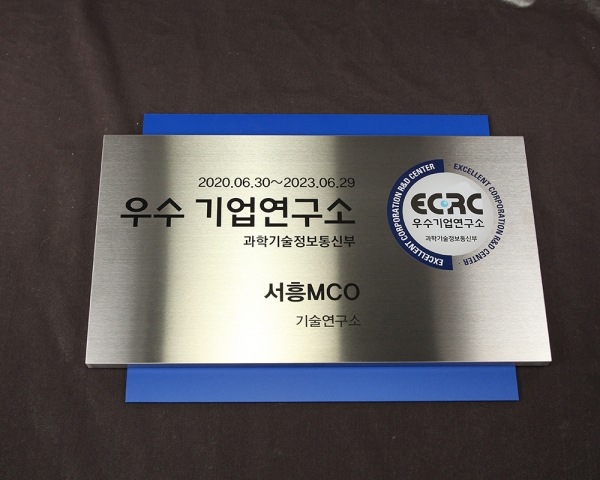 2020.06.30~2023.06.29
우수 기업연구소
과학기술정보통신부
서흥MCO
기술연구소
EXCELLENT CORPORATION R&D CENTER
EXCELLENT CORPORATION R&D CENTER
ECRC
우수기업연구소
과학기술정보통신부